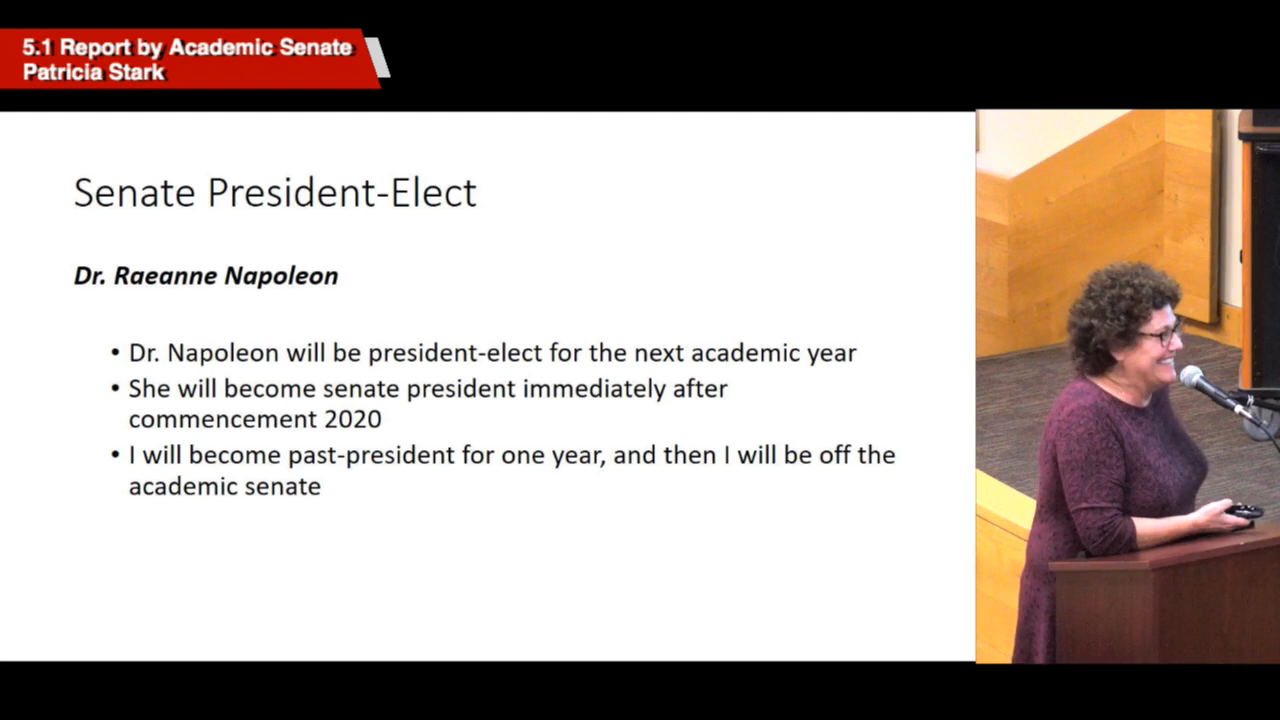 5.1 Report by Academic Senate
Patricia Stark
Senate President-Elect
Dr. Raeanne Napoleon
• Dr. Napoleon will be president-elect for the next academic year
• She will become senate president immediately after
commencement 2020
• I will become past-president for one year, and then I will be off the
academic senate